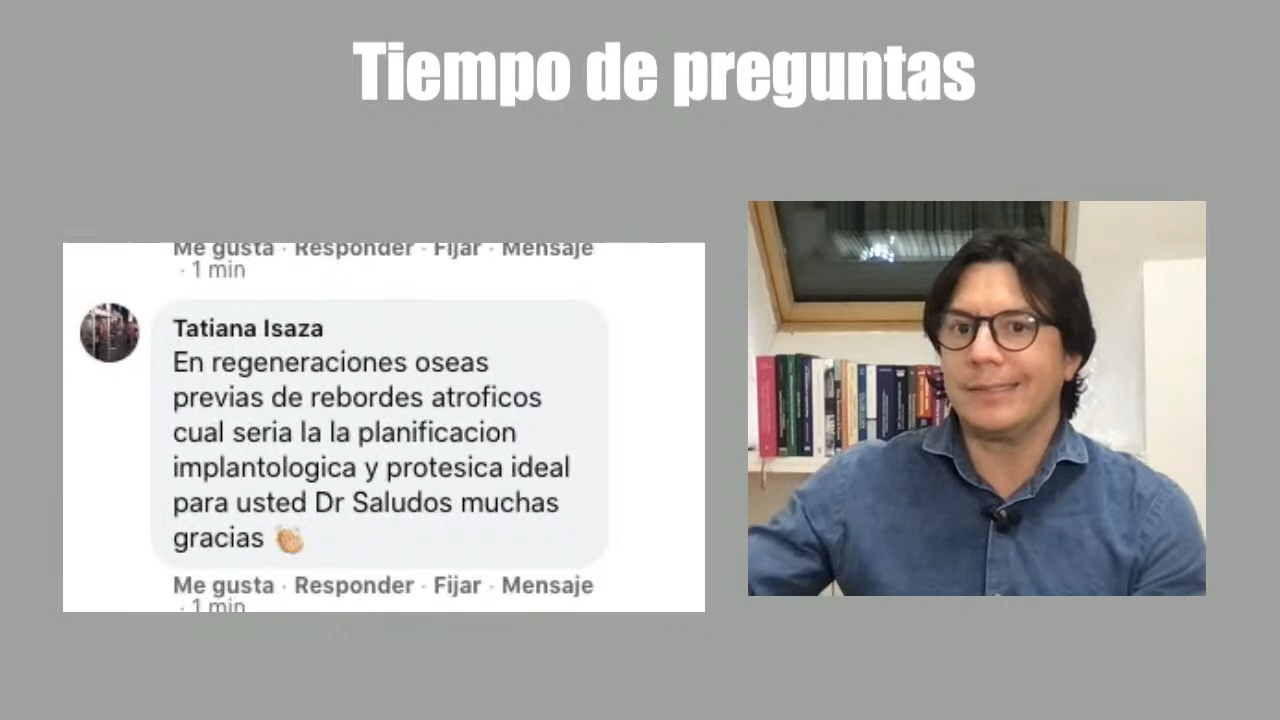 Tiempo de preguntas
Me gusta · Responder · Fijar · Mensaje
· 1 min
Tatiana Isaza
En regeneraciones oseas
previas de rebordes atroficos
cual seria la la planificacion
implantologica y protesica ideal
para usted Dr Saludos muchas
gracias 👏🏼
Me gusta · Responder · Fijar · Mensaje
· 1 min